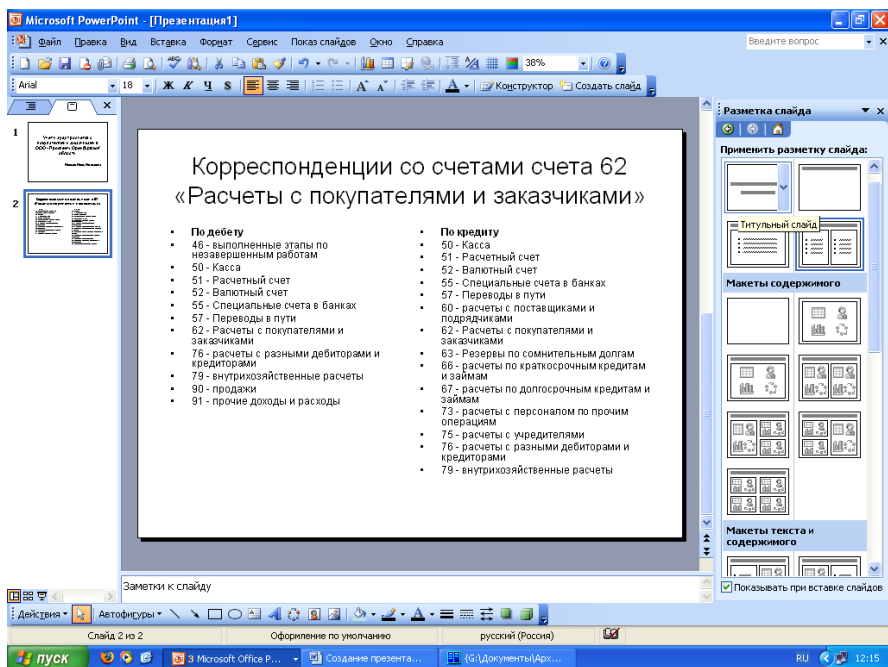 Microsoft PowerPoint - [Презентация1]
Файл Правка Вид Вставка Формат Сервис Показ слайдов Окно Справка
Введите вопрос
38%
Arial 18 Ж К Ч S Конструктор Создать слайд
Разметка слайда
Применить разметку слайда:
Титульный слайд
Макеты содержимого
Макеты текста и
содержимого
Показывать при вставке слайдов
1
2
Корреспонденции со счетами счета 62
«Расчеты с покупателями и заказчиками»
По дебету
46 - выполненные этапы по
незавершенным работам
50 - Касса
51 - Расчетный счет
52 - Валютный счет
55 - Специальные счета в банках
57 - Переводы в пути
62 - Расчеты с покупателями и
заказчиками
76 - расчеты с разными дебиторами и
кредиторами
79 - внутрихозяйственные расчеты
90 - продажи
91 - прочие доходы и расходы
По кредиту
50 - Касса
51 - Расчетный счет
52 - Валютный счет
55 - Специальные счета в банках
57 - Переводы в пути
60 - расчеты с поставщиками и
подрядчиками
62 - Расчеты с покупателями и
заказчиками
63 - Резервы по сомнительным долгам
66 - расчеты по краткосрочным кредитам
и займам
67 - расчеты по долгосрочным кредитам и
займам
73 - расчеты с персоналом по прочим
операциям
75 - расчеты с учредителями
76 - расчеты с разными дебиторами и
кредиторами
79 - внутрихозяйственные расчеты
Заметки к слайду
Действия Автофигуры
Слайд 2 из 2 Оформление по умолчанию русский (Россия)
пуск 3 Microsoft Office P... Создание презента... {G:\Документы\Арх... RU 12:15